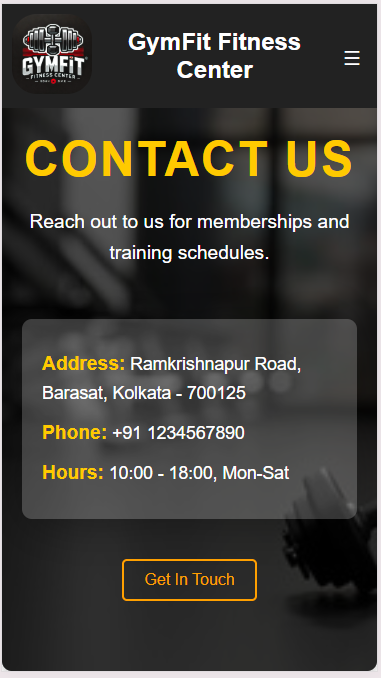 GYMFIT
FITNESS CENTER
GymFit Fitness
Center
☰
CONTACT US
Reach out to us for memberships and
training schedules.
Address: Ramkrishnapur Road,
Barasat, Kolkata - 700125
Phone: +91 1234567890
Hours: 10:00 - 18:00, Mon-Sat
Get In Touch